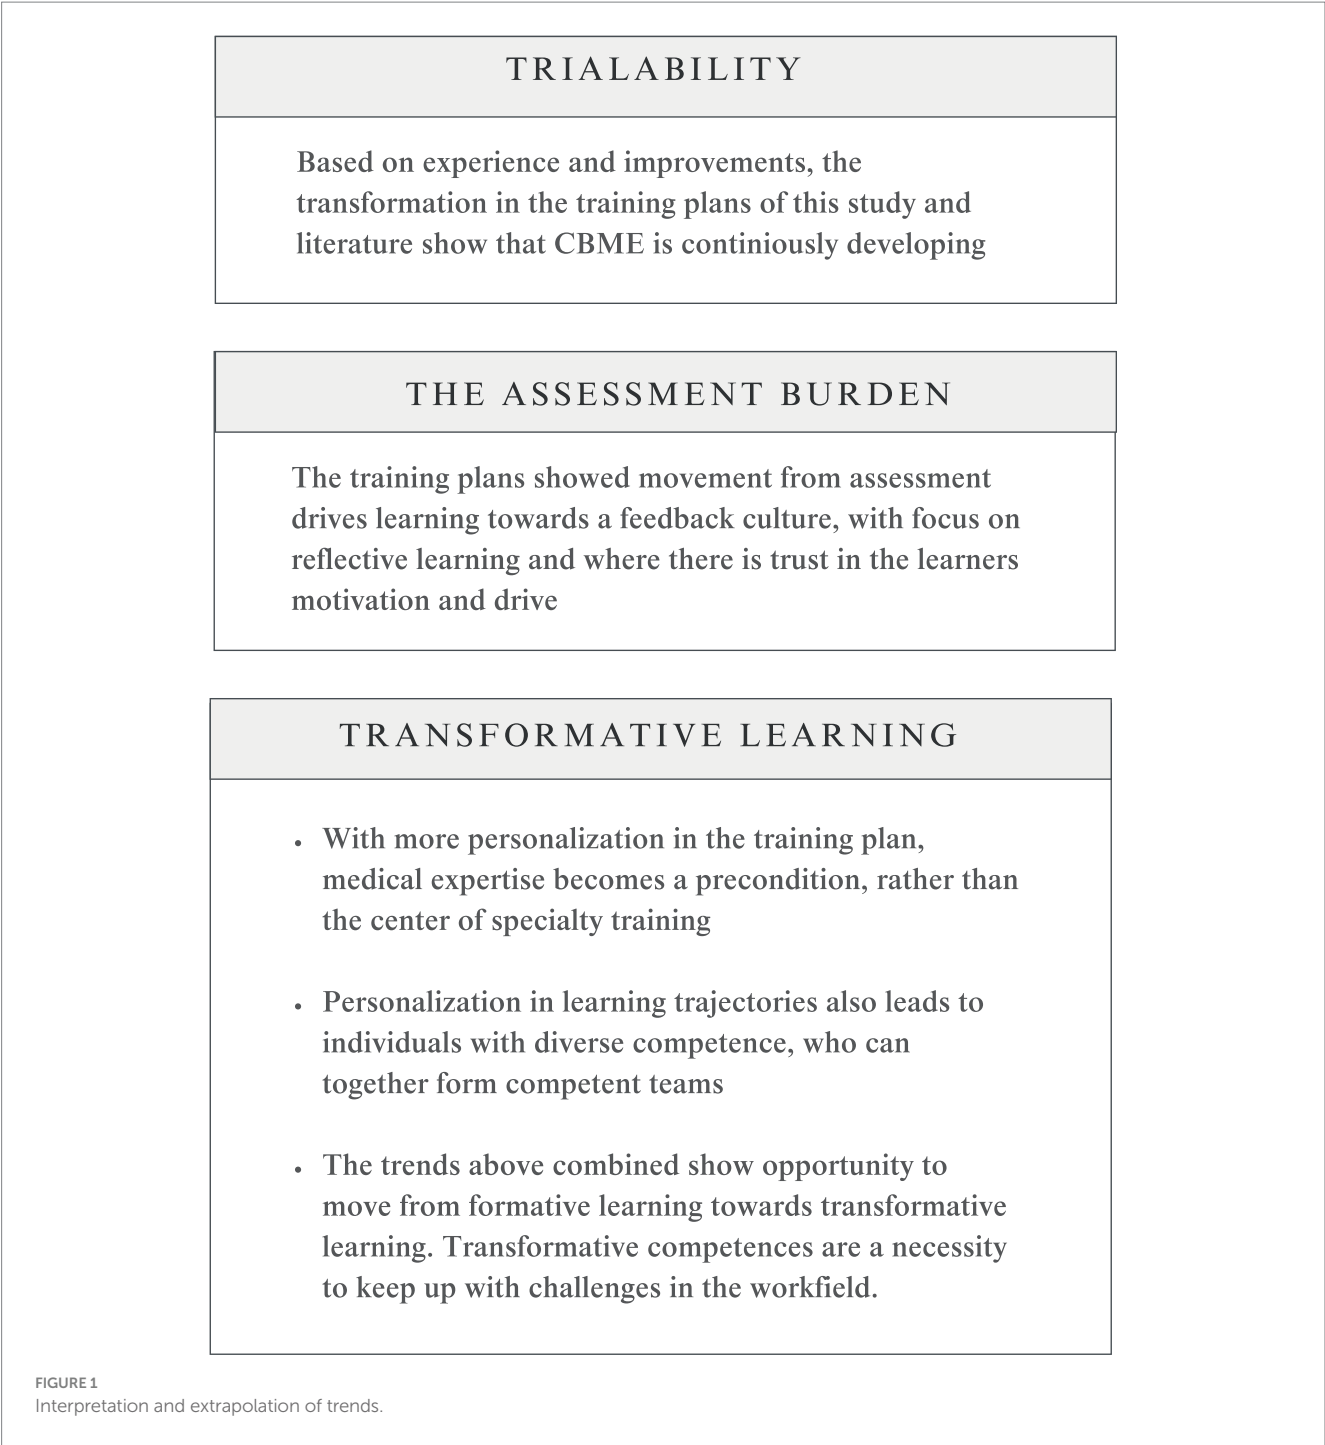 TRIALABILITY
Based on experience and improvements, the
transformation in the training plans of this study and
literature show that CBME is continiously developing
THE ASSESSMENT BURDEN
The training plans showed movement from assessment
drives learning towards a feedback culture, with focus on
reflective learning and where there is trust in the learners
motivation and drive
TRANSFORMATIVE LEARNING
• With more personalization in the training plan,
medical expertise becomes a precondition, rather than
the center of specialty training
• Personalization in learning trajectories also leads to
individuals with diverse competence, who can
together form competent teams
• The trends above combined show opportunity to
move from formative learning towards transformative
learning. Transformative competences are a necessity
to keep up with challenges in the workfield.
FIGURE 1
Interpretation and extrapolation of trends.